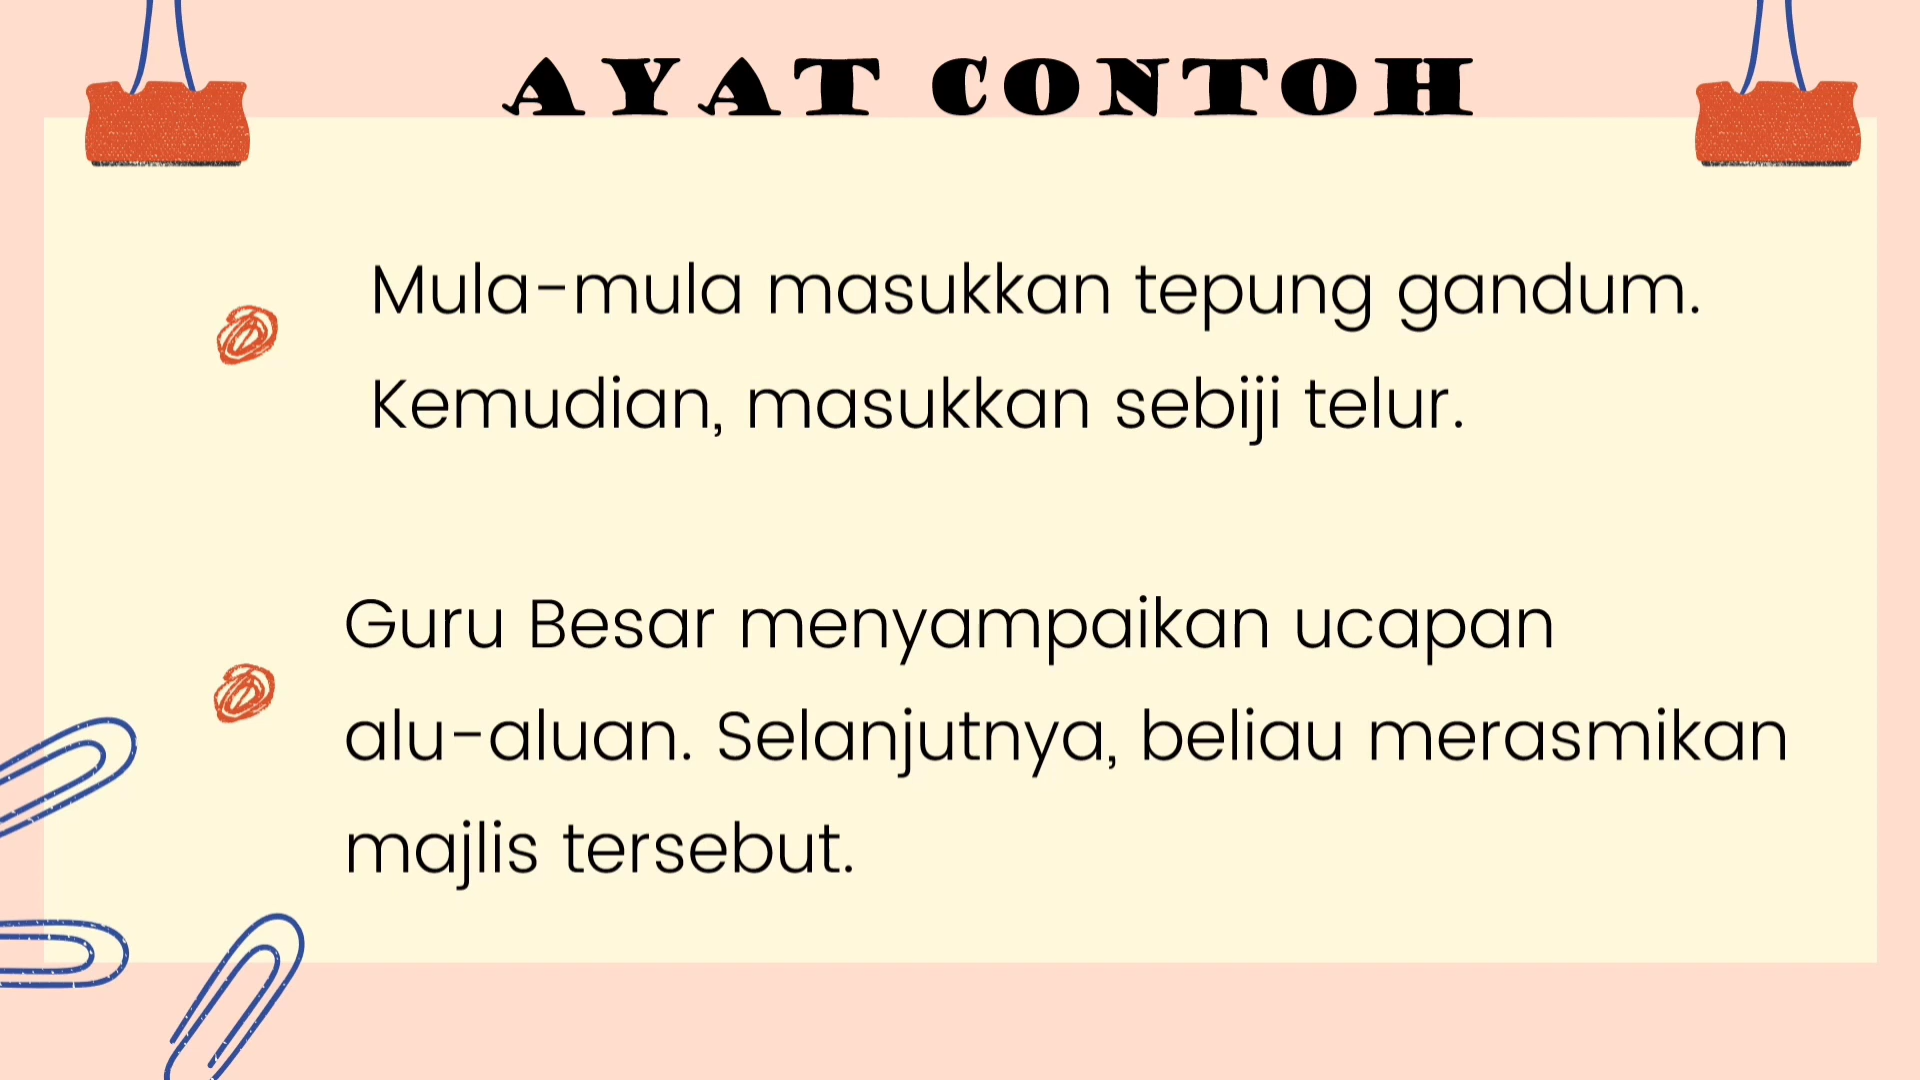 AYAT CONTOH
Mula-mula masukkan tepung gandum.
Kemudian, masukkan sebiji telur.
Guru Besar menyampaikan ucapan
alu-aluan. Selanjutnya, beliau merasmikan
majlis tersebut.